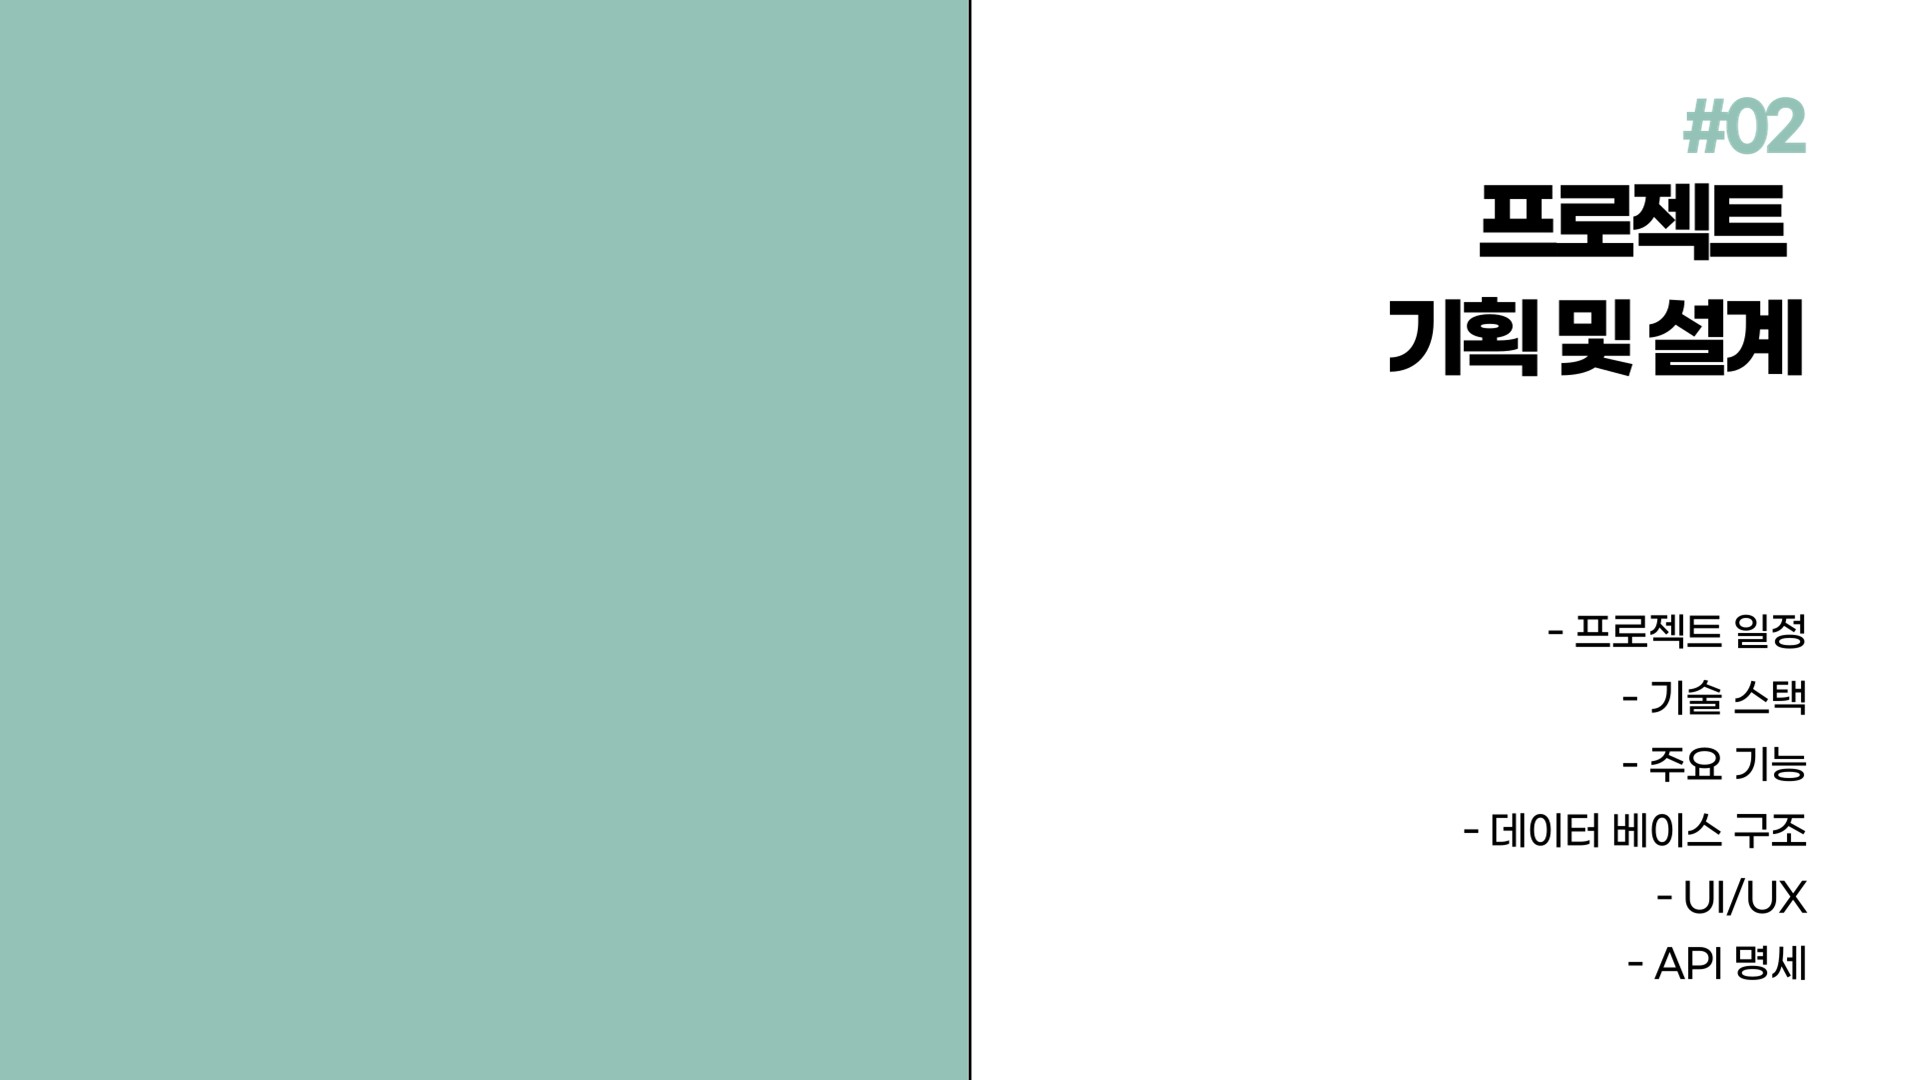 #02
프로젝트
기획 및 설계
- 프로젝트 일정
- 기술 스택
- 주요 기능
- 데이터 베이스 구조
- UI/UX
- API 명세